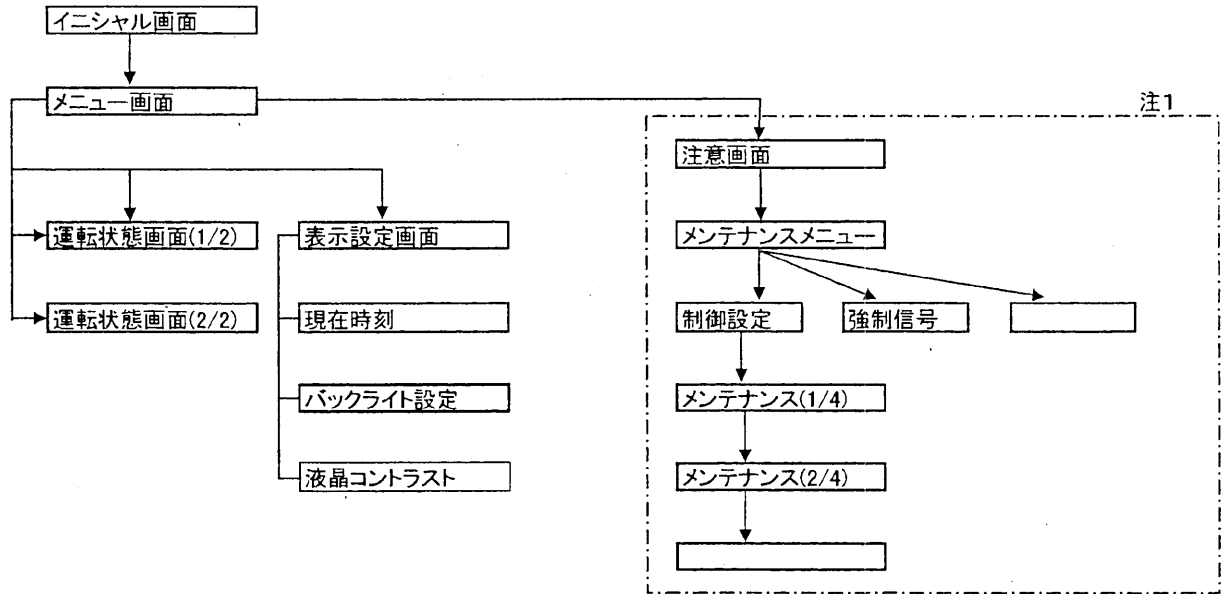 イニシャル画面
メニュー画面
注1
注意画面
運転状態画面(1/2)
表示設定画面
メンテナンスメニュー
運転状態画面(2/2)
現在時刻
制御設定
強制信号
バックライト設定
メンテナンス(1/4)
液晶コントラスト
メンテナンス(2/4)